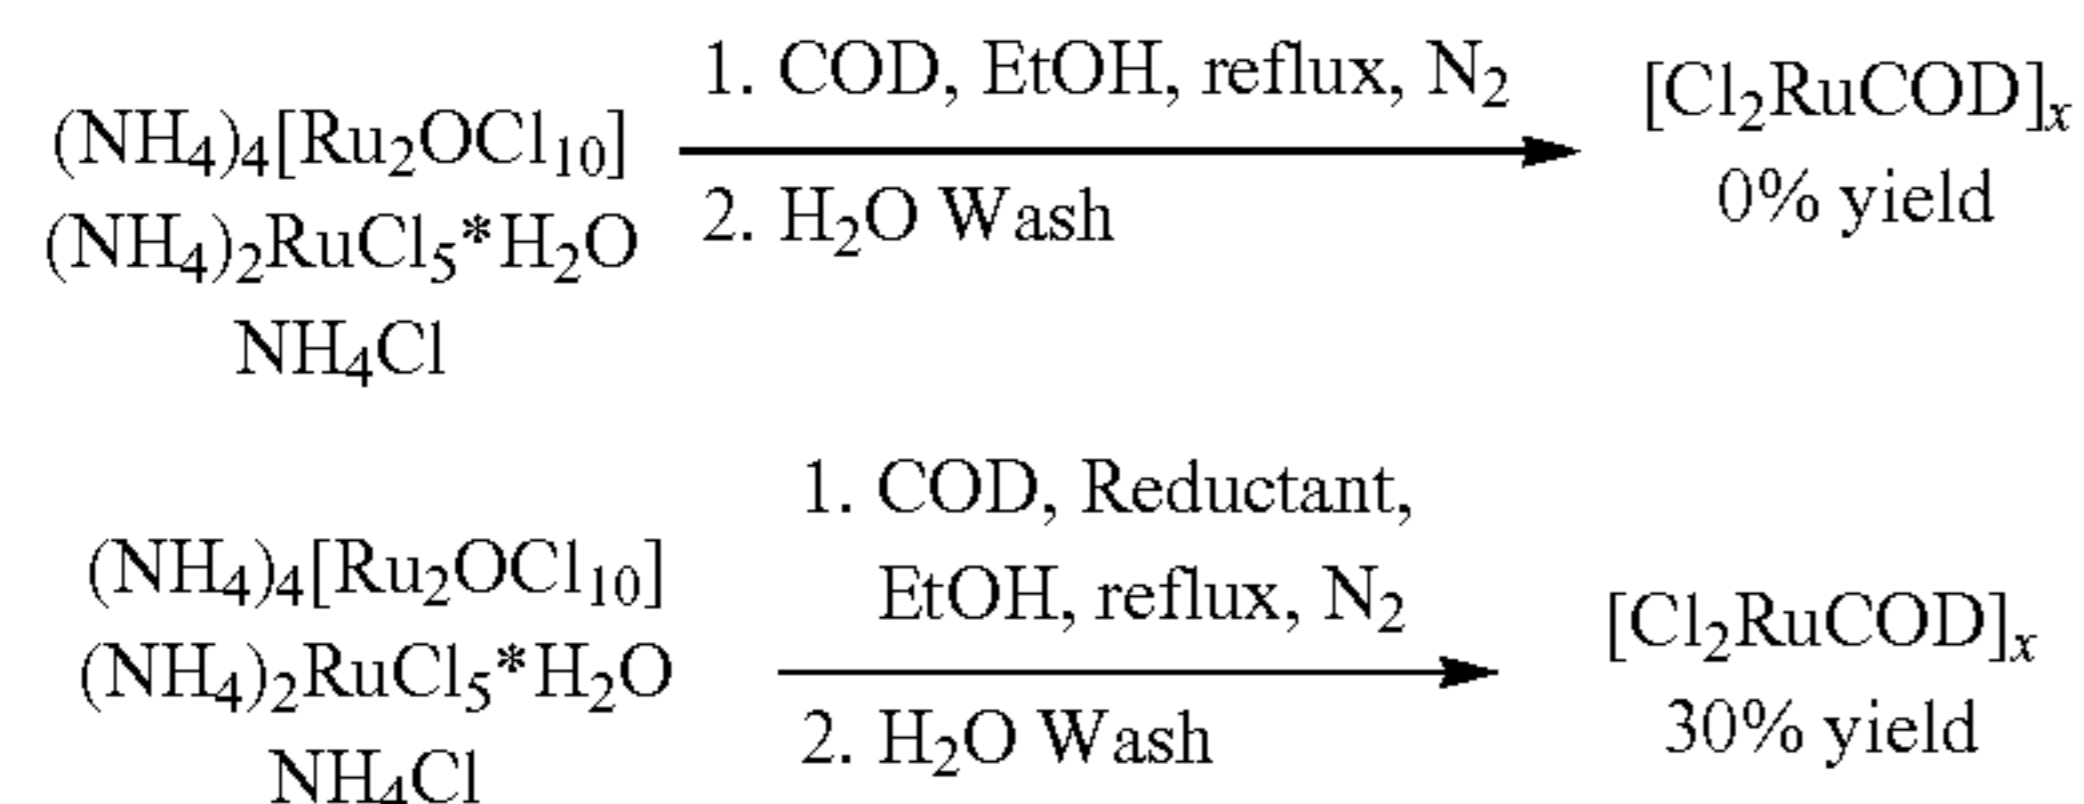 (NH₄)₄[Ru₂OCl₁₀]
(NH₄)₂RuCl₅*H₂O
NH₄Cl
1. COD, EtOH, reflux, N₂
2. H₂O Wash
[Cl₂RuCOD]ₓ
0% yield
(NH₄)₄[Ru₂OCl₁₀]
(NH₄)₂RuCl₅*H₂O
NH₄Cl
1. COD, Reductant,
EtOH, reflux, N₂
2. H₂O Wash
[Cl₂RuCOD]ₓ
30% yield